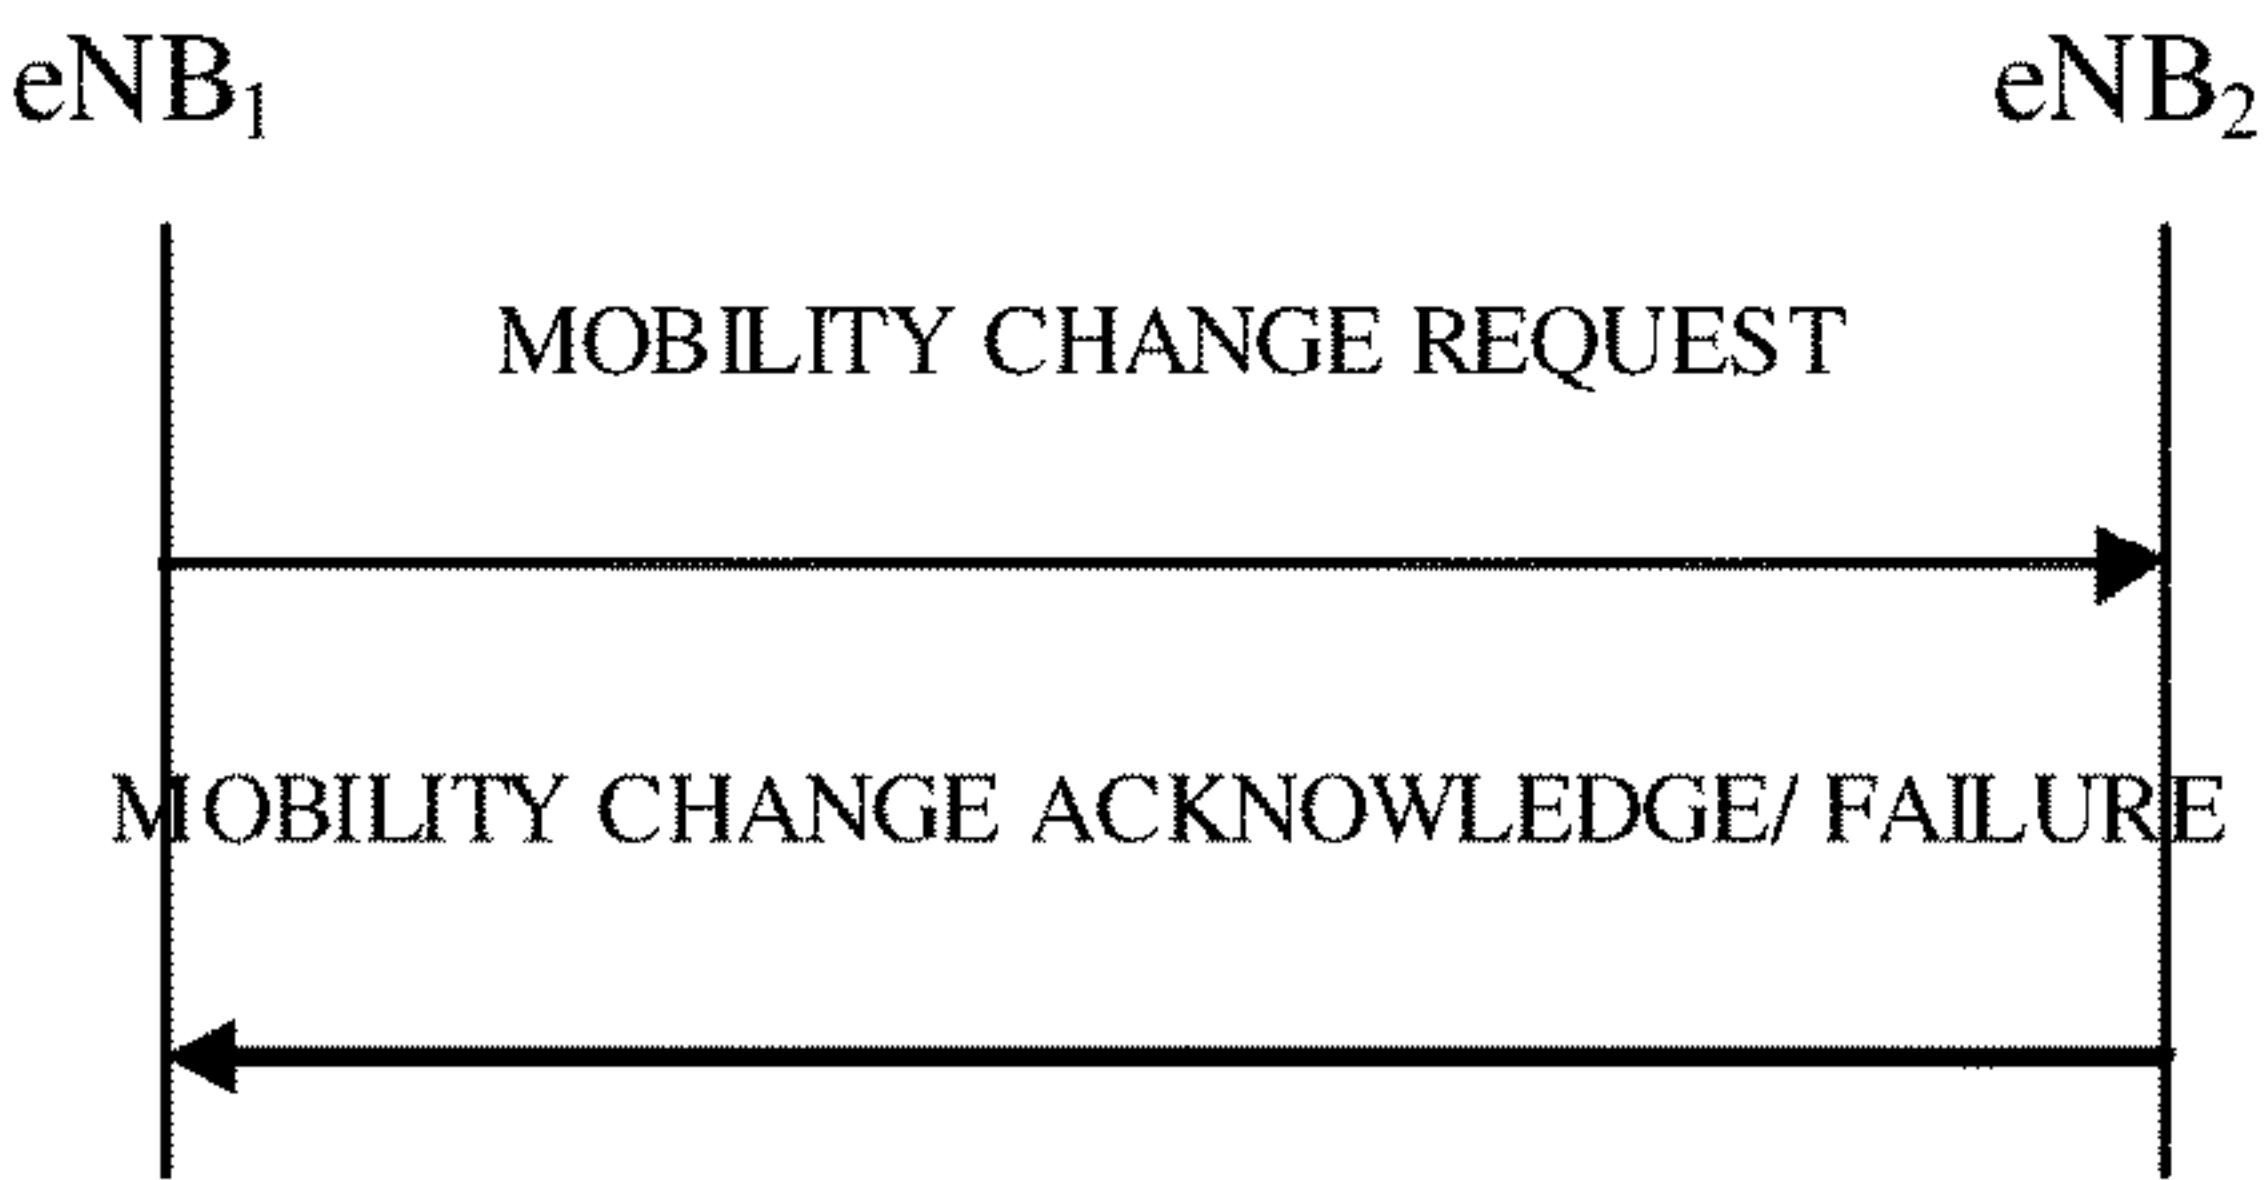 eNB₁ eNB₂
MOBILITY CHANGE REQUEST
MOBILITY CHANGE ACKNOWLEDGE/ FAILURE